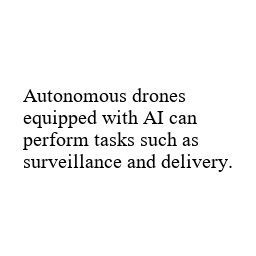 Autonomous drones
equipped with AI can
perform tasks such as
surveillance and delivery.